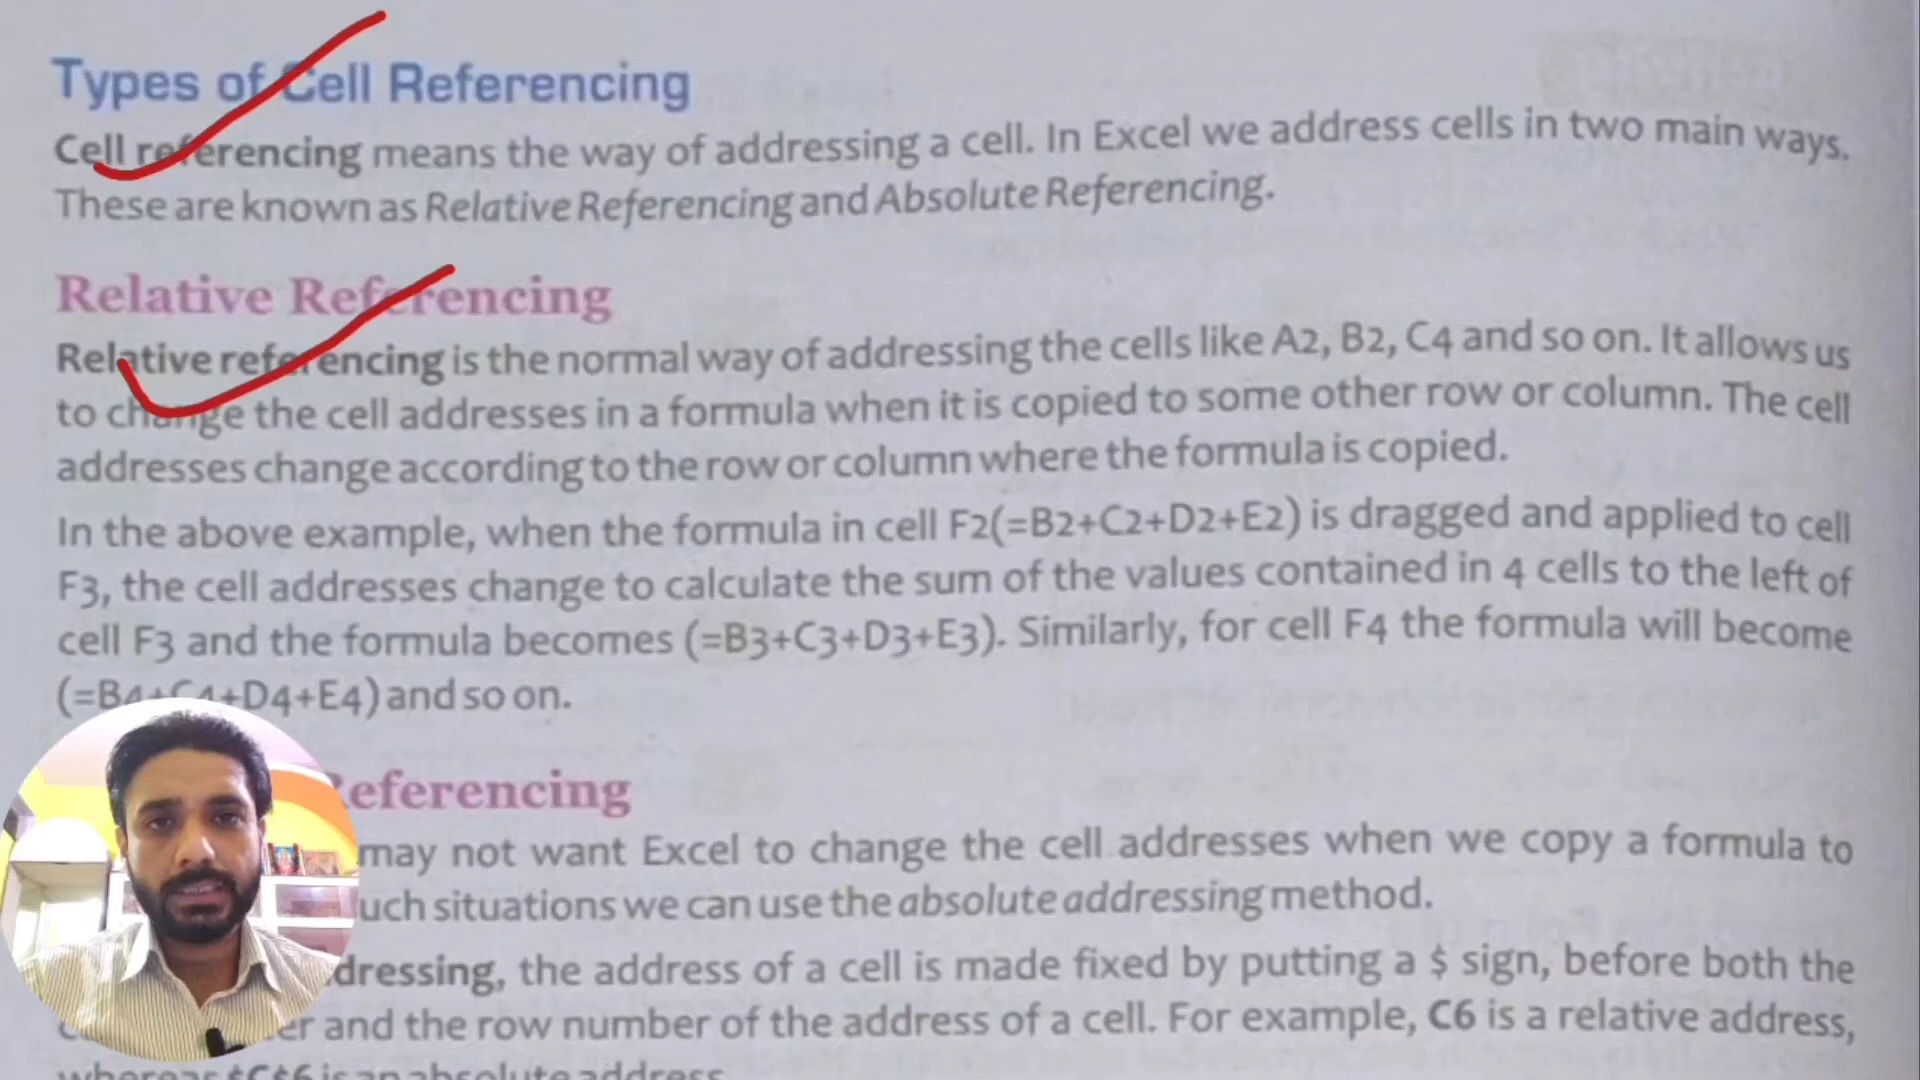 Types of Cell Referencing
Cell referencing means the way of addressing a cell. In Excel we address cells in two main ways.
These are known as Relative Referencing and Absolute Referencing.
Relative Referencing
Relative referencing is the normal way of addressing the cells like A2, B2, C4 and so on. It allows us
to change the cell addresses in a formula when it is copied to some other row or column. The cell
addresses change according to the row or column where the formula is copied.
In the above example, when the formula in cell F2(=B2+C2+D2+E2) is dragged and applied to cell
F3, the cell addresses change to calculate the sum of the values contained in 4 cells to the left of
cell F3 and the formula becomes (=B3+C3+D3+E3). Similarly, for cell F4 the formula will become
(=B4+C4+D4+E4) and so on.
Referencing
may not want Excel to change the cell addresses when we copy a formula to
uch situations we can use the absolute addressing method.
dressing, the address of a cell is made fixed by putting a $ sign, before both the
er and the row number of the address of a cell. For example, C6 is a relative address,
whereas $C$6 is an absolute address.